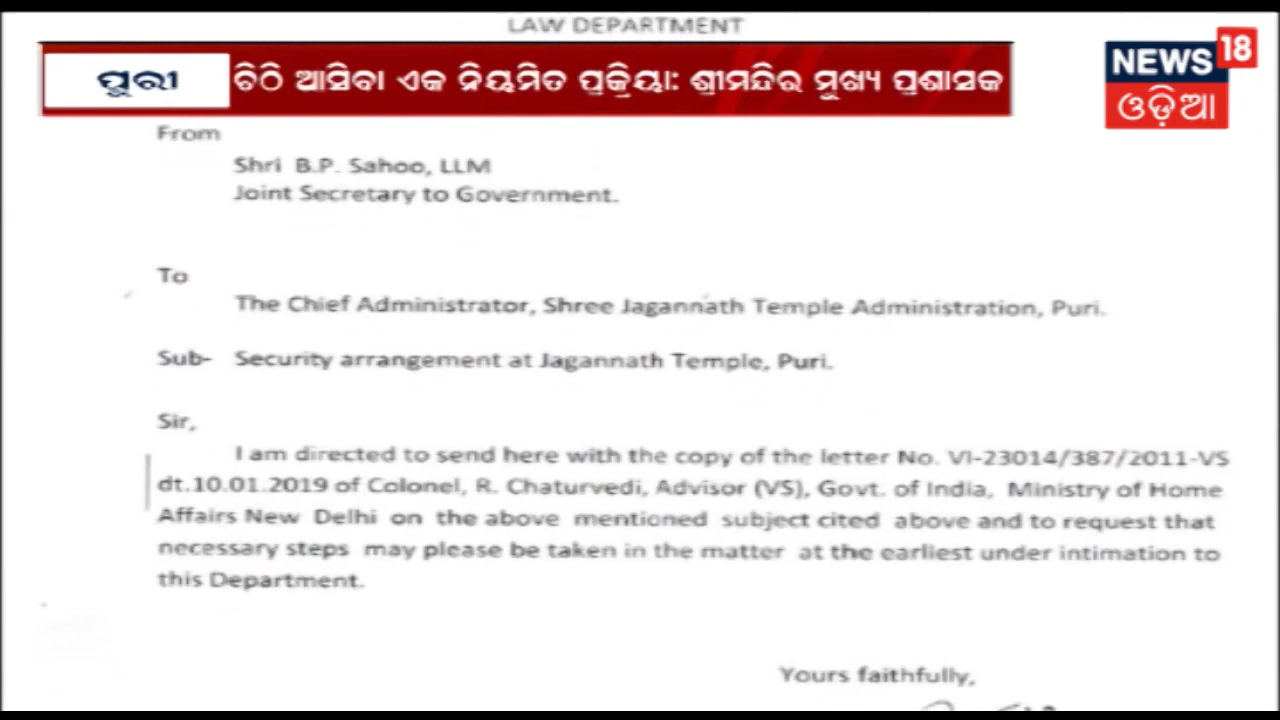 LAW DEPARTMENT
ପୁରୀ
ଚିଠି ଆସିବା ଏକ ନିୟମିତ ପ୍ରକ୍ରିୟା: ଶ୍ରୀମନ୍ଦିର ମୁଖ୍ୟ ପ୍ରଶାସକ
NEWS 18
ଓଡ଼ିଆ
From
Shri B.P. Sahoo, LLM
Joint Secretary to Government.
To
The Chief Administrator, Shree Jagannath Temple Administration, Puri.
Sub- Security arrangement at Jagannath Temple, Puri.
Sir,
I am directed to send here with the copy of the letter No. VI-23014/387/2011-VS
dt.10.01.2019 of Colonel, R. Chaturvedi, Advisor (VS), Govt. of India, Ministry of Home
Affairs New Delhi on the above mentioned subject cited above and to request that
necessary steps may please be taken in the matter at the earliest under intimation to
this Department.
Yours faithfully,